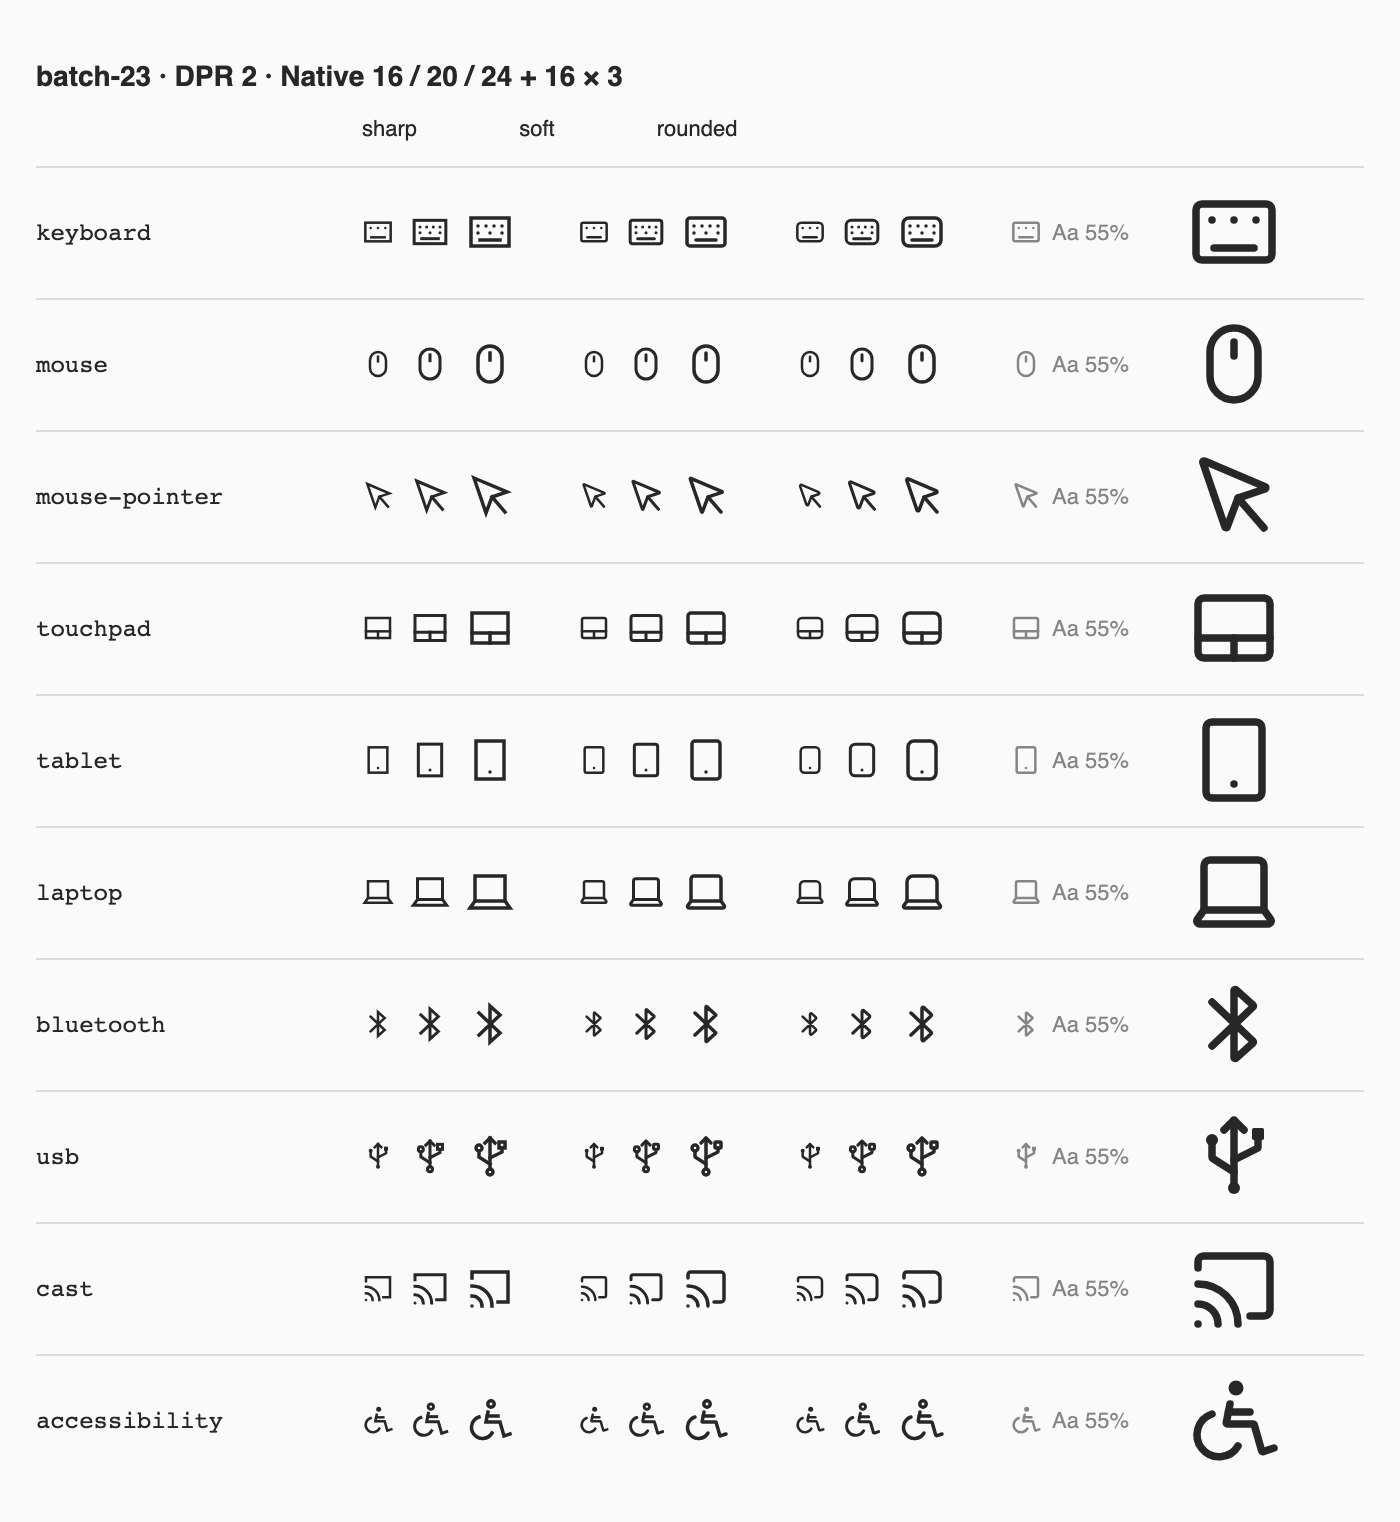 batch-23 · DPR 2 · Native 16 / 20 / 24 + 16 × 3
sharp soft rounded
keyboard Aa 55%
mouse Aa 55%
mouse-pointer Aa 55%
touchpad Aa 55%
tablet Aa 55%
laptop Aa 55%
bluetooth Aa 55%
usb Aa 55%
cast Aa 55%
accessibility Aa 55%